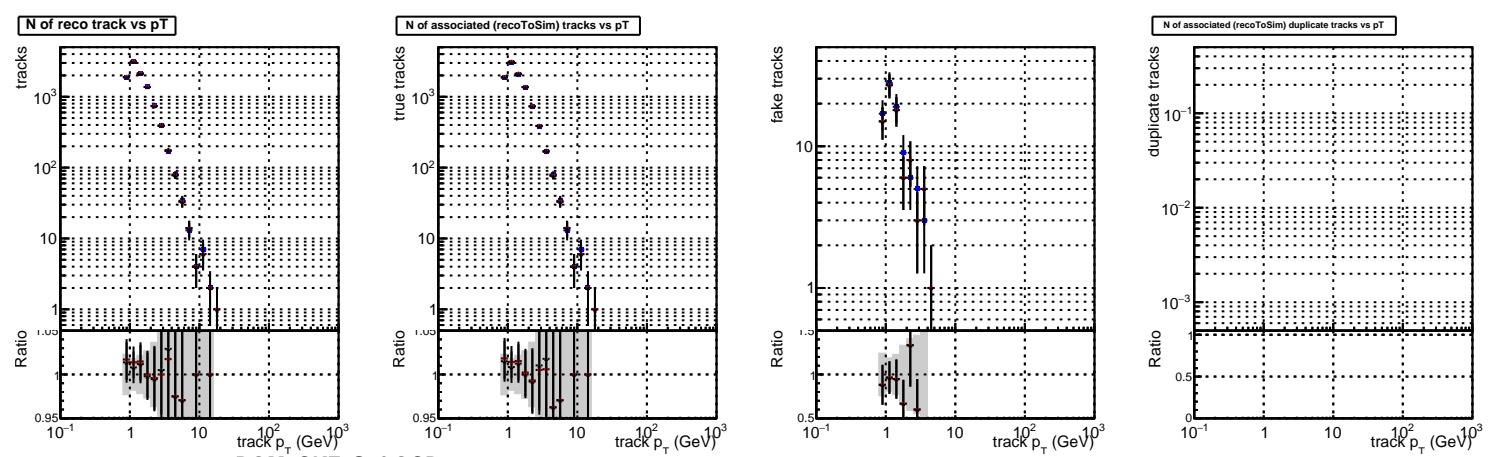 N of reco track vs pT
tracks
10³
10²
10
1
Ratio
1.05
1
0.95
10⁻¹ 1 10 10² 10³
track p_T (GeV)
N of associated (recoToSim) tracks vs pT
true tracks
10³
10²
10
1
Ratio
1.05
1
0.95
10⁻¹ 1 10 10² 10³
track p_T (GeV)
fake tracks
10
1
Ratio
1.5
1
0.5
10⁻¹ 1 10 10² 10³
track p_T (GeV)
N of associated (recoToSim) duplicate tracks vs pT
duplicate tracks
10⁻¹
10⁻²
10⁻³
Ratio
1
0.5
0
10⁻¹ 1 10 10² 10³
track p_T (GeV)